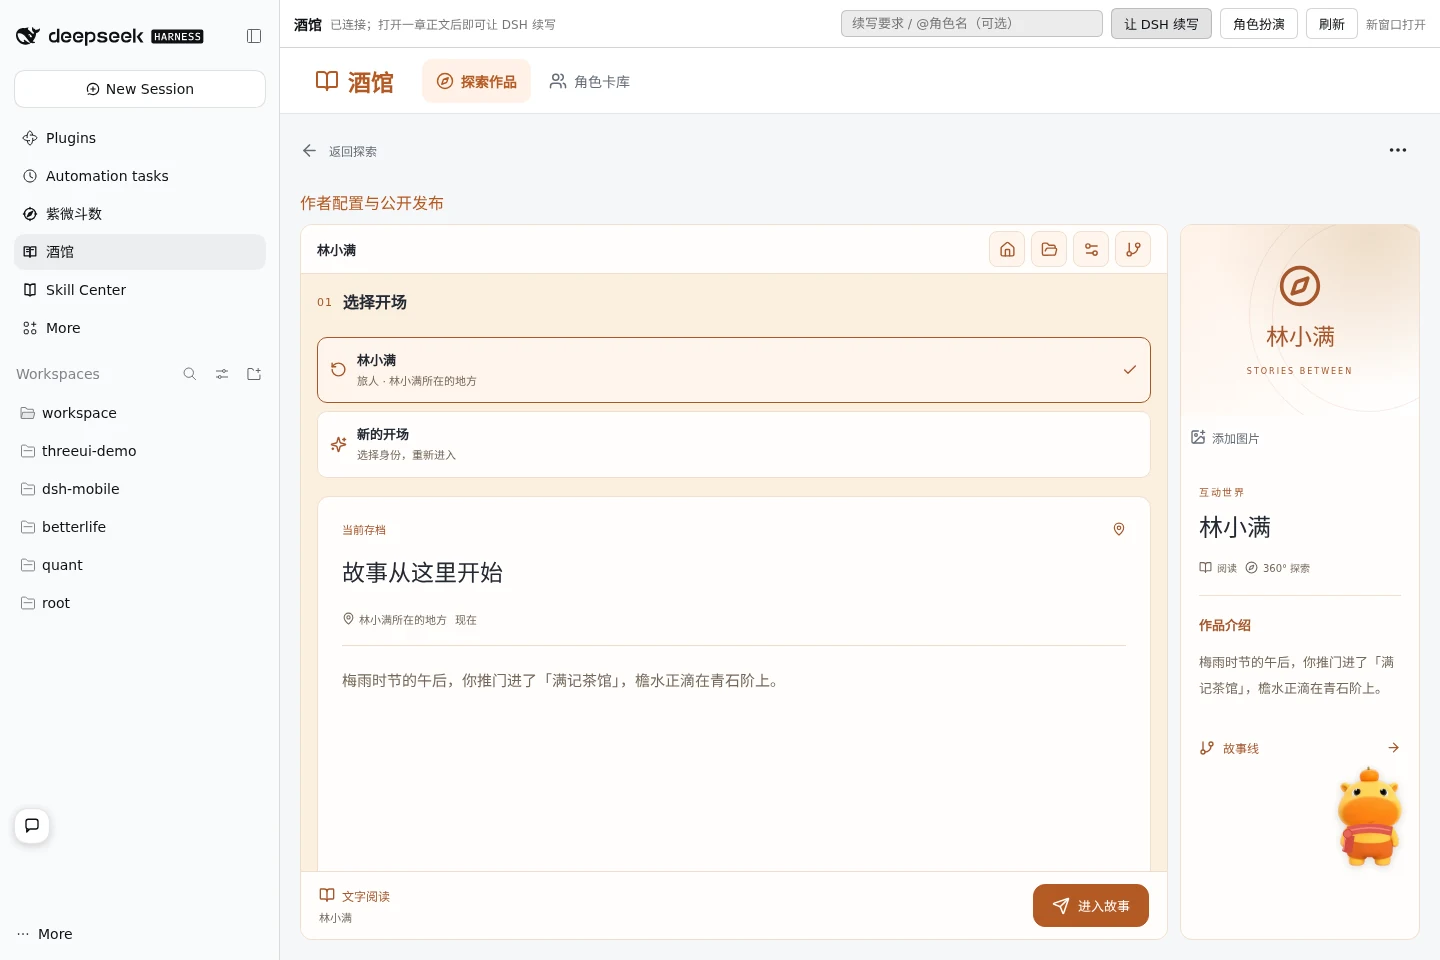 deepseek HARNESS
New Session
Plugins
Automation tasks
紫微斗数
酒馆
Skill Center
More
Workspaces
workspace
threeui-demo
dsh-mobile
betterlife
quant
root
More
酒馆 已连接；打开一章正文后即可让 DSH 续写
续写要求 / @角色名（可选）
让 DSH 续写
角色扮演
刷新
新窗口打开
酒馆
探索作品
角色卡库
返回探索
作者配置与公开发布
林小满
01 选择开场
林小满
旅人 · 林小满所在的地方
新的开场
选择身份，重新进入
当前存档
故事从这里开始
林小满所在的地方 现在
梅雨时节的午后，你推门进了「满记茶馆」，檐水正滴在青石阶上。
文字阅读
林小满
进入故事
林小满
STORIES BETWEEN
添加图片
互动世界
林小满
阅读 360° 探索
作品介绍
梅雨时节的午后，你推门进了「满
记茶馆」，檐水正滴在青石阶上。
故事线